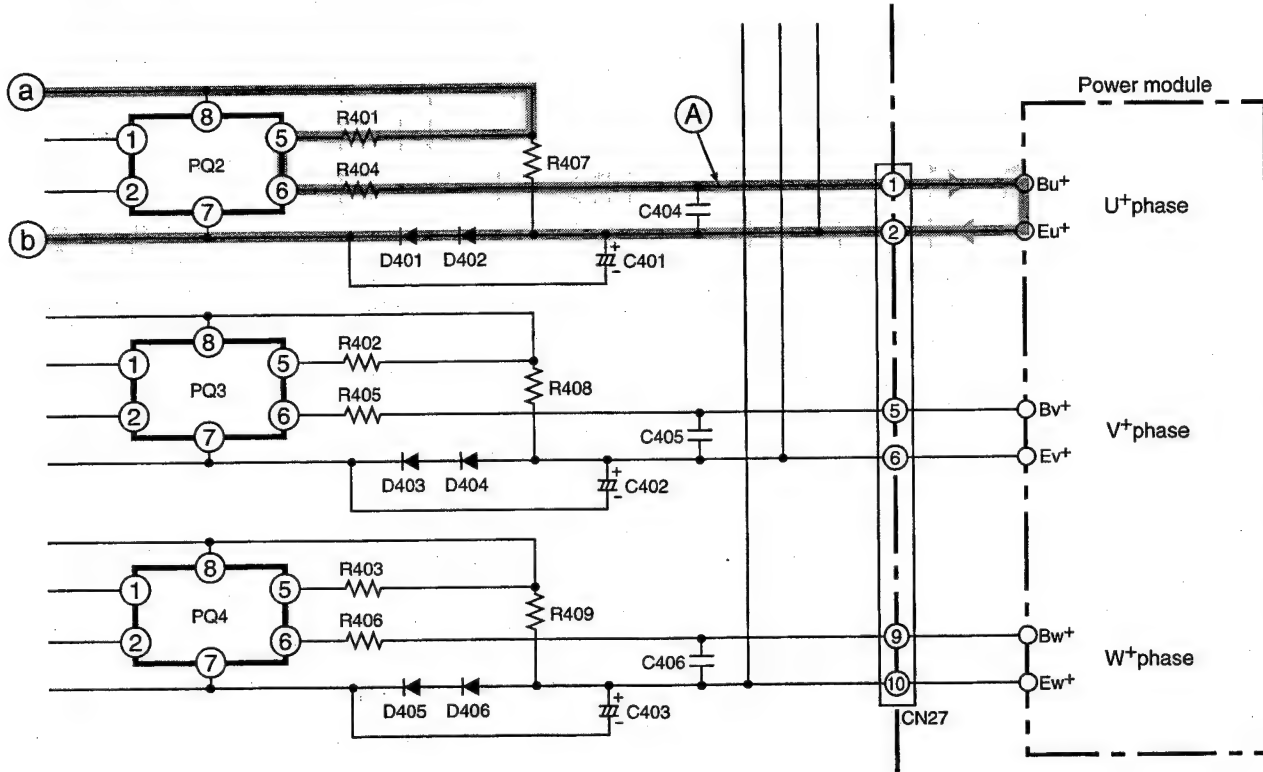 Power module
a
8
R401
A
1
5
PQ2
R407
R404
1
Bu+
2
6
C404
U+phase
7
b
2
Eu+
D401
D402
+
-
C401
8
R402
1
5
PQ3
R408
R405
5
Bv+
2
6
C405
V+phase
7
6
Ev+
D403
D404
+
-
C402
8
R403
1
5
PQ4
R409
R406
9
Bw+
2
6
C406
W+phase
7
10
Ew+
D405
D406
+
-
C403
CN27